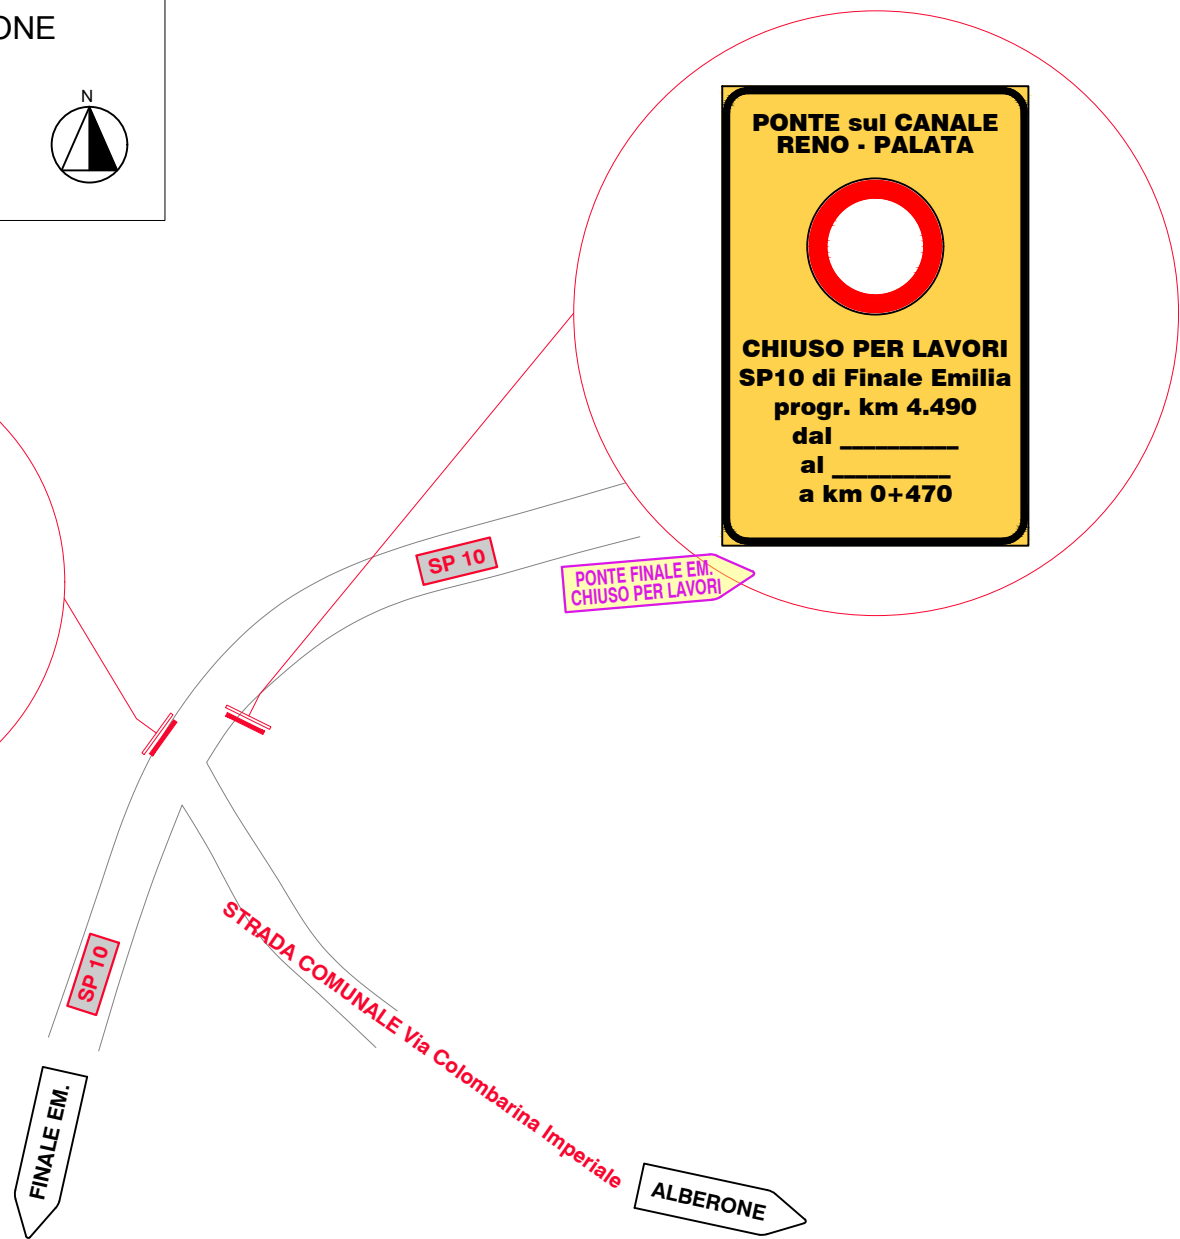 ONE
N
PONTE sul CANALE
RENO - PALATA
CHIUSO PER LAVORI
SP10 di Finale Emilia
progr. km 4.490
dal __________
al __________
a km 0+470
SP 10
PONTE FINALE EM.
CHIUSO PER LAVORI
STRADA COMUNALE Via Colombarina Imperiale
SP 10
FINALE EM.
ALBERONE